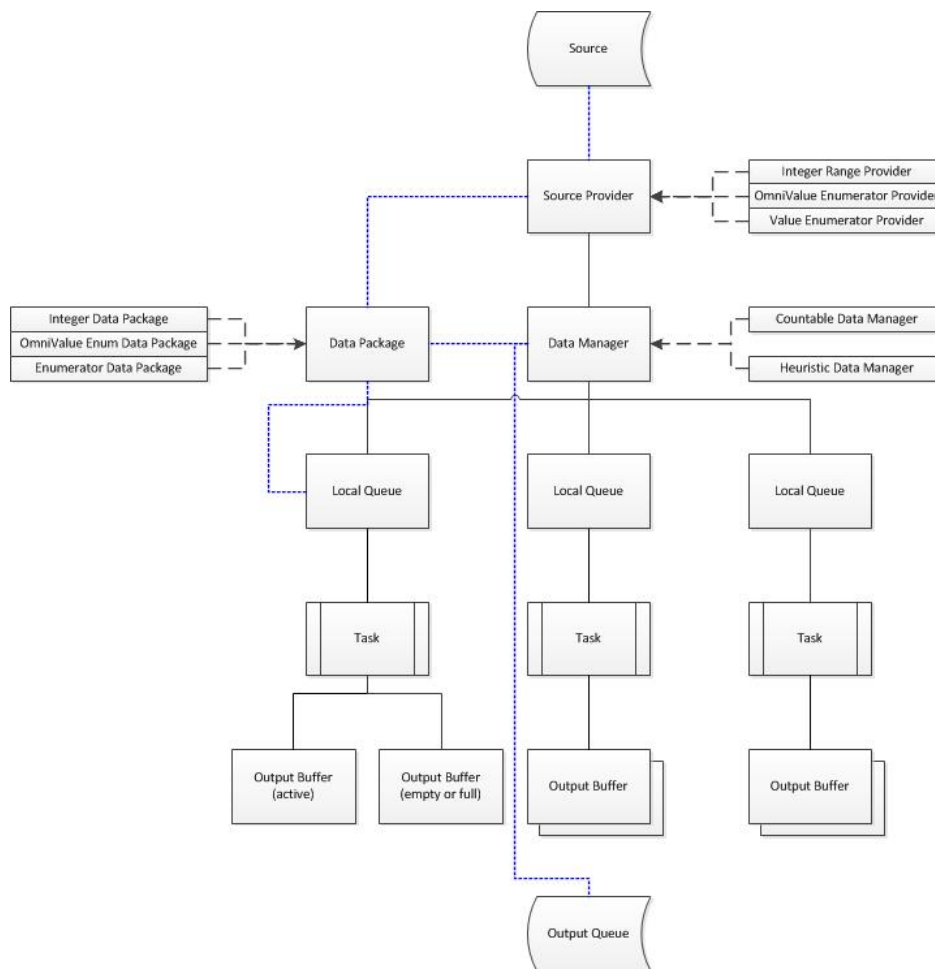 Source
Source Provider
Integer Range Provider
OmniValue Enumerator Provider
Value Enumerator Provider
Integer Data Package
OmniValue Enum Data Package
Enumerator Data Package
Data Package
Data Manager
Countable Data Manager
Heuristic Data Manager
Local Queue
Local Queue
Local Queue
Task
Task
Task
Output Buffer
(active)
Output Buffer
(empty or full)
Output Buffer
Output Buffer
Output Queue